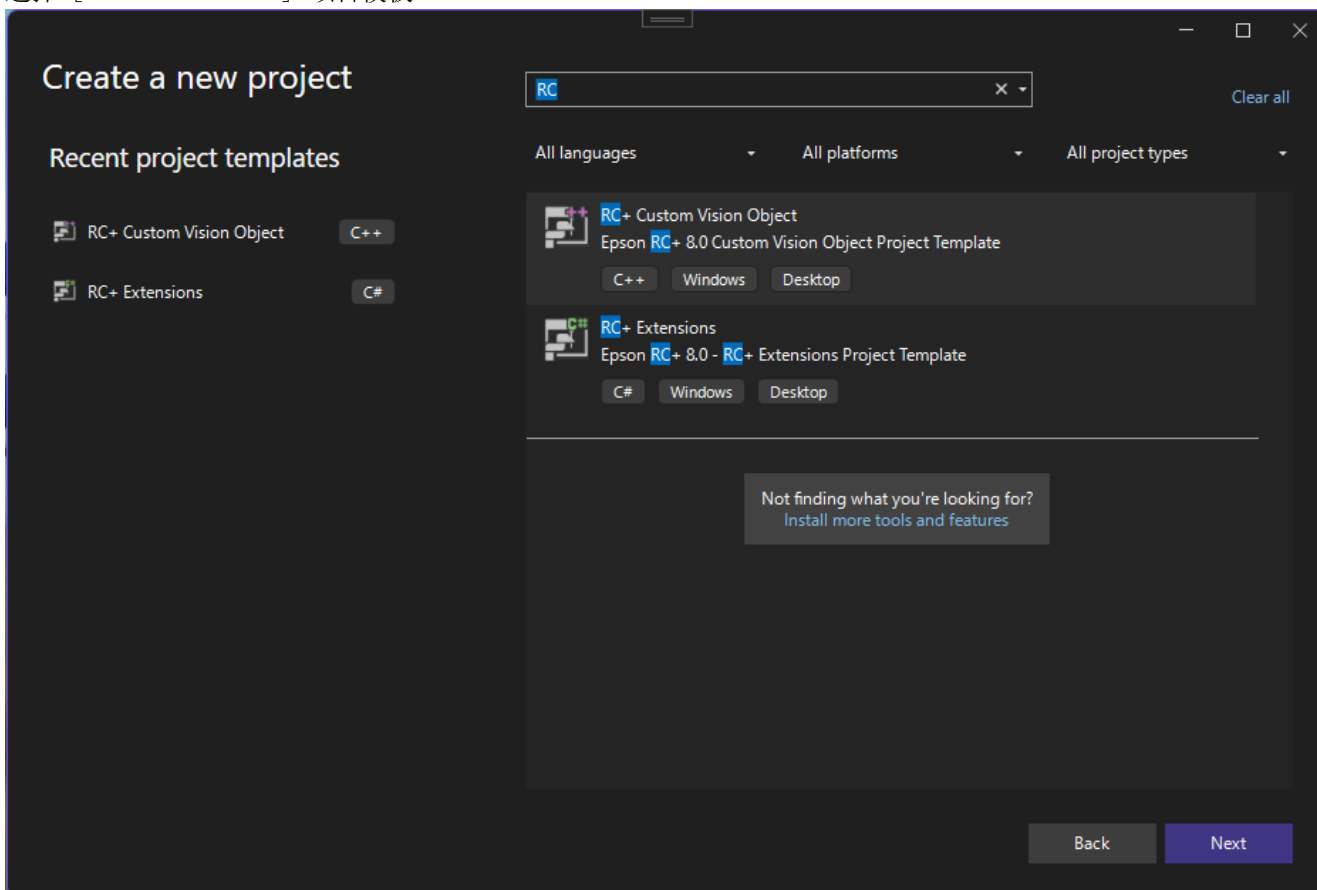 Create a new project
RC
Clear all
Recent project templates
All languages
All platforms
All project types
RC+ Custom Vision Object
C++
RC+ Extensions
C#
RC+ Custom Vision Object
Epson RC+ 8.0 Custom Vision Object Project Template
C++ Windows Desktop
RC+ Extensions
Epson RC+ 8.0 - RC+ Extensions Project Template
C# Windows Desktop
Not finding what you're looking for?
Install more tools and features
Back
Next